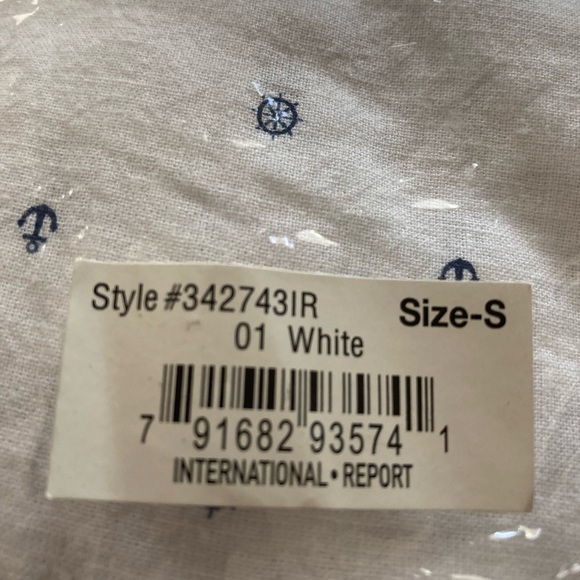 Style #342743IR Size-S
01 White
7 91682 93574 1
INTERNATIONAL•REPORT